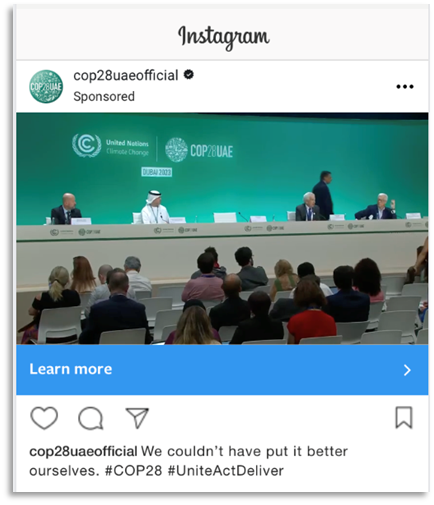 Instagram
cop28uaeofficial
Sponsored
United Nations
Climate Change
COP28UAE
DUBAI 2023
Learn more
cop28uaeofficial We couldn't have put it better
ourselves. #COP28 #UniteActDeliver